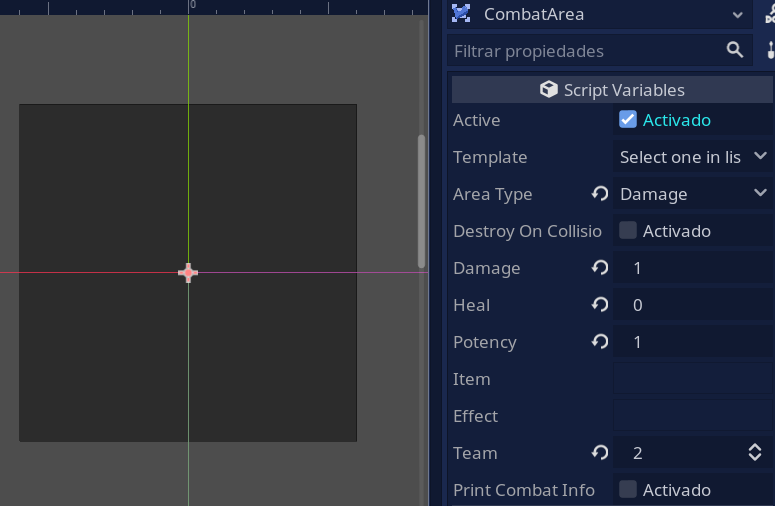 0
CombatArea
Filtrar propiedades
Script Variables
Active Activado
Template Select one in lis
Area Type Damage
Destroy On Collisio Activado
Damage 1
Heal 0
Potency 1
Item
Effect
Team 2
Print Combat Info Activado